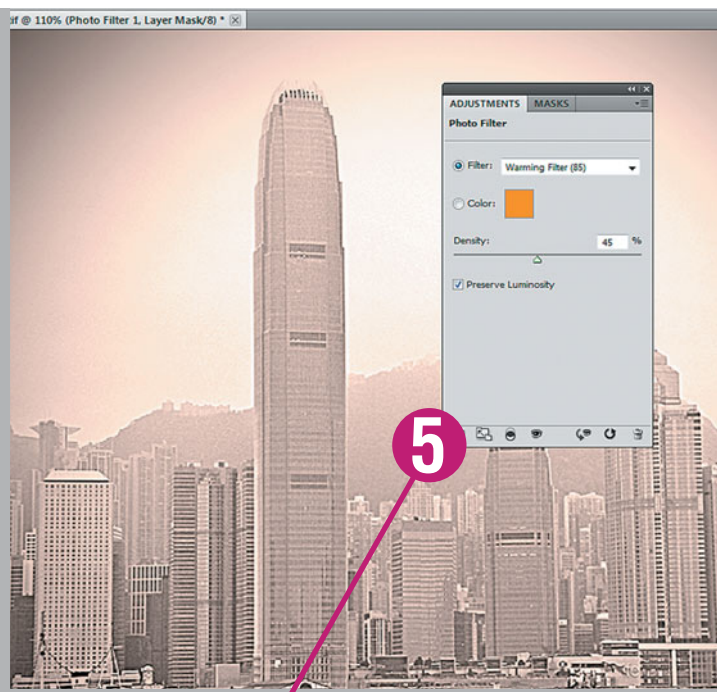 tif @ 110% (Photo Filter 1, Layer Mask/8) *
ADJUSTMENTS MASKS
Photo Filter
Filter: Warming Filter (85)
Color:
Density: 45 %
Preserve Luminosity
5